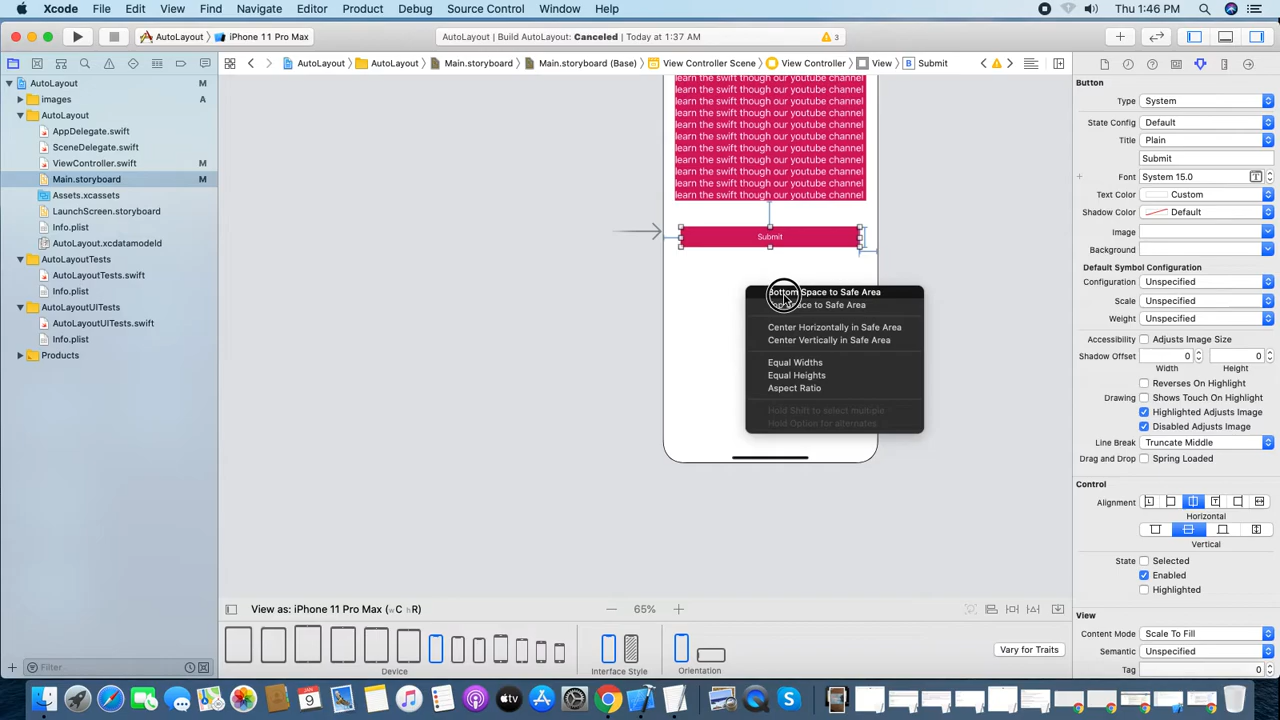 Xcode File Edit View Find Navigate Editor Product Debug Source Control Window Help Thu 1:46 PM
AutoLayout › iPhone 11 Pro Max
AutoLayout | Build AutoLayout: Canceled | Today at 1:37 AM 3
AutoLayout AutoLayout Main.storyboard Main.storyboard (Base) View Controller Scene View Controller View B Submit
AutoLayout
images A
AutoLayout
AppDelegate.swift
SceneDelegate.swift
ViewController.swift M
Main.storyboard M
Assets.xcassets
LaunchScreen.storyboard
Info.plist
AutoLayout.xcdatamodeld
AutoLayoutTests
AutoLayoutTests.swift
Info.plist
AutoLayoutUITests
AutoLayoutUITests.swift
Info.plist
Products
Filter
learn the swift though our youtube channel
learn the swift though our youtube channel
learn the swift though our youtube channel
learn the swift though our youtube channel
learn the swift though our youtube channel
learn the swift though our youtube channel
learn the swift though our youtube channel
learn the swift though our youtube channel
learn the swift though our youtube channel
learn the swift though our youtube channel
learn the swift though our youtube channel
Submit
Bottom Space to Safe Area
Space to Safe Area
Center Horizontally in Safe Area
Center Vertically in Safe Area
Equal Widths
Equal Heights
Aspect Ratio
Hold Shift to select multiple
Hold Option for alternates
View as: iPhone 11 Pro Max (wC hR)
65%
Device
Interface Style
Orientation
Vary for Traits
Button
Type System
State Config Default
Title Plain
Submit
Font System 15.0
Text Color Custom
Shadow Color Default
Image
Background
Default Symbol Configuration
Configuration Unspecified
Scale Unspecified
Weight Unspecified
Accessibility Adjusts Image Size
Shadow Offset 0 0
Width Height
Reverses On Highlight
Drawing Shows Touch On Highlight
Highlighted Adjusts Image
Disabled Adjusts Image
Line Break Truncate Middle
Drag and Drop Spring Loaded
Control
Alignment
Horizontal
Vertical
State Selected
Enabled
Highlighted
View
Content Mode Scale To Fill
Semantic Unspecified
Tag 0